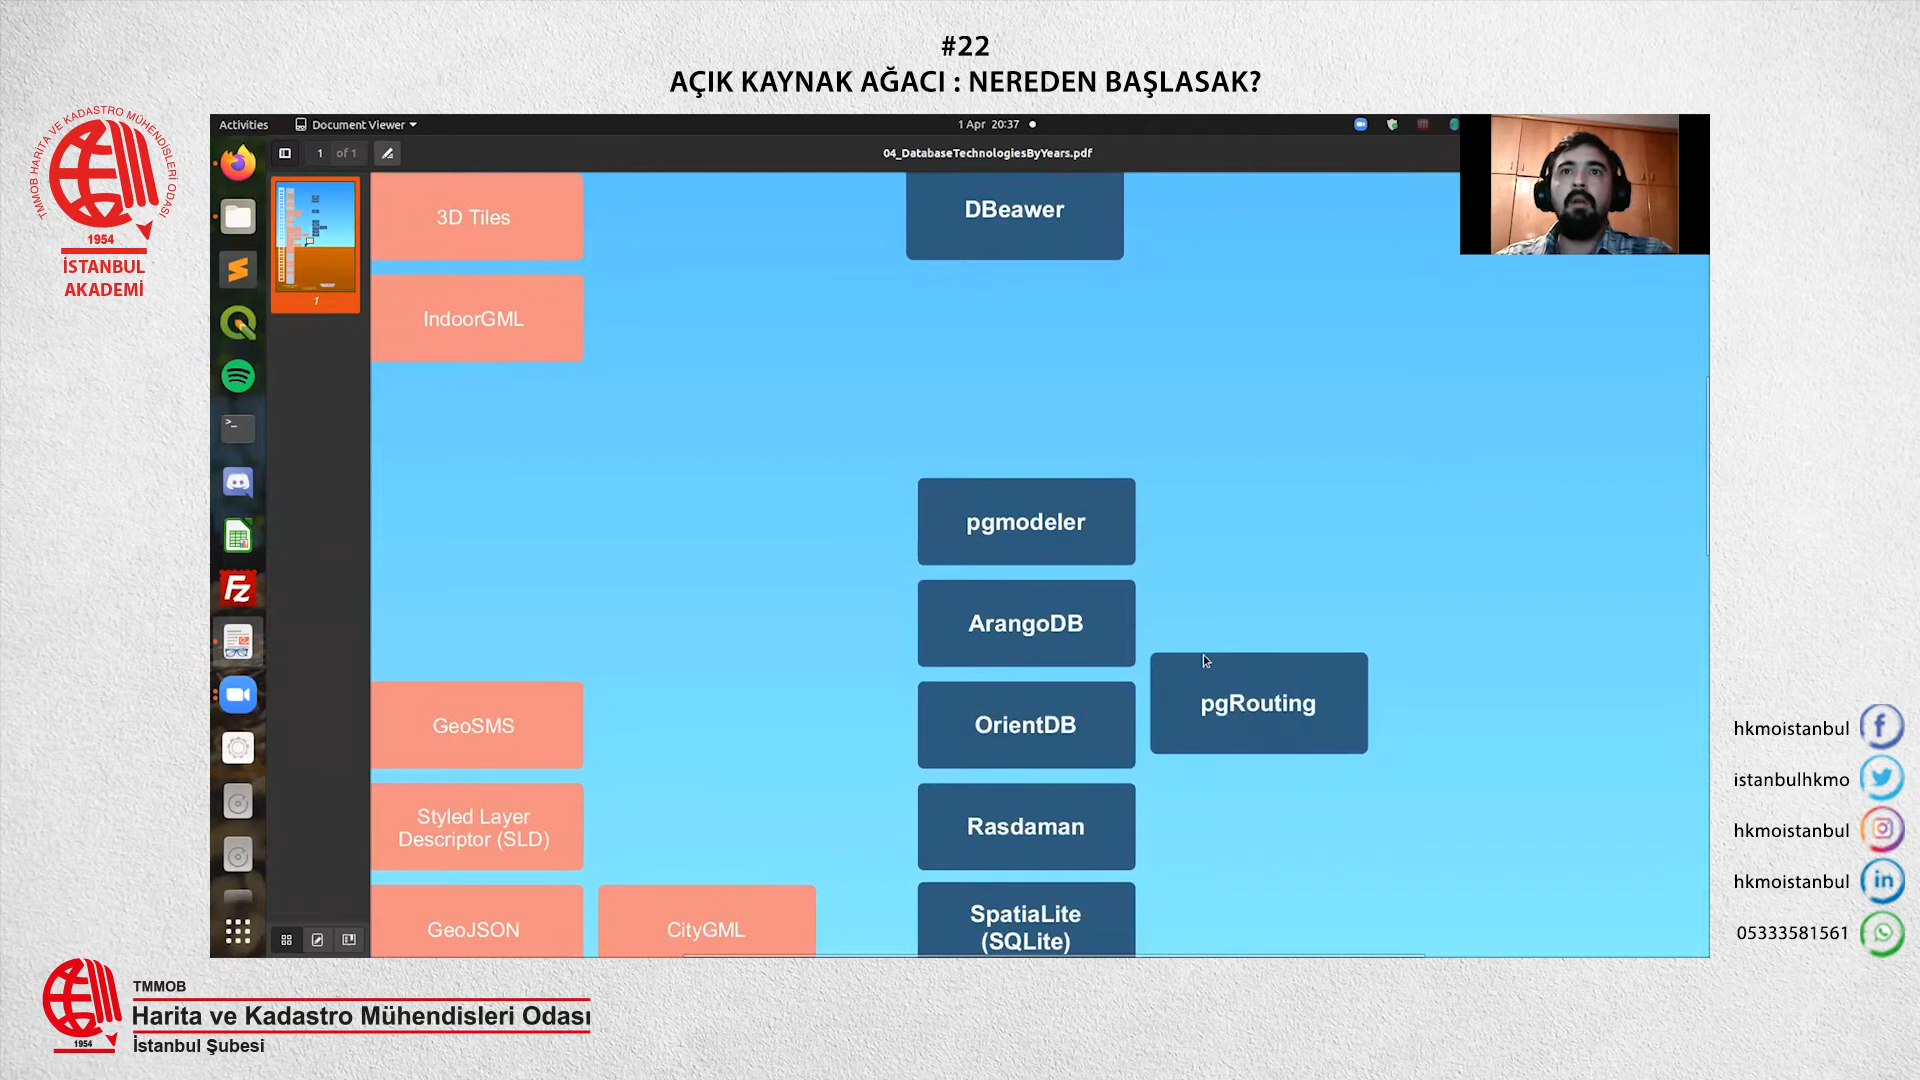 #22
AÇIK KAYNAK AĞACI : NEREDEN BAŞLASAK?
TMMOB HARİTA VE KADASTRO MÜHENDİSLERİ ODASI
1954
İSTANBUL
AKADEMİ
Activities
Document Viewer
1 Apr 20:37
1 of 1
04_DatabaseTechnologiesByYears.pdf
1
3D Tiles
DBeawer
IndoorGML
pgmodeler
ArangoDB
pgRouting
GeoSMS
OrientDB
Styled Layer
Descriptor (SLD)
Rasdaman
GeoJSON
CityGML
SpatiaLite
(SQLite)
hkmoistanbul
istanbulhkmo
hkmoistanbul
hkmoistanbul
05333581561
TMMOB
Harita ve Kadastro Mühendisleri Odası
İstanbul Şubesi
1954